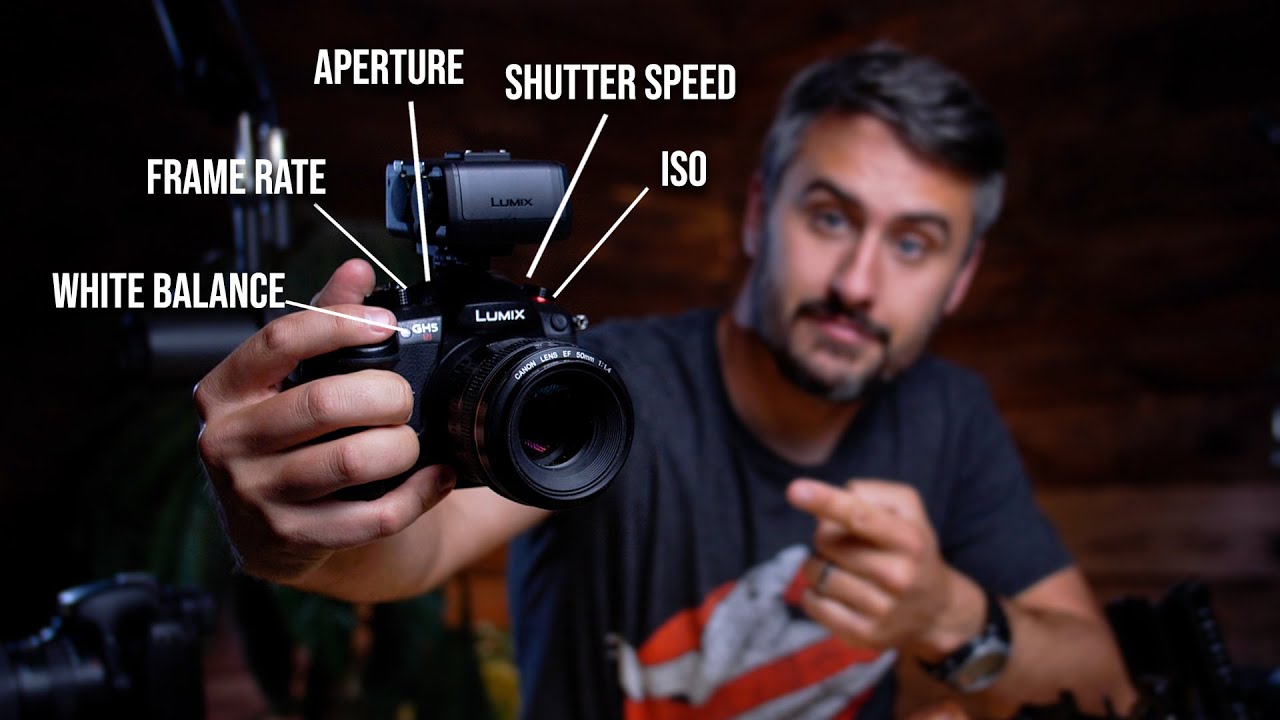 APERTURE
SHUTTER SPEED
ISO
FRAME RATE
WHITE BALANCE
LUMIX
GH5
LUMIX
CANON LENS EF 50mm 1:1.4